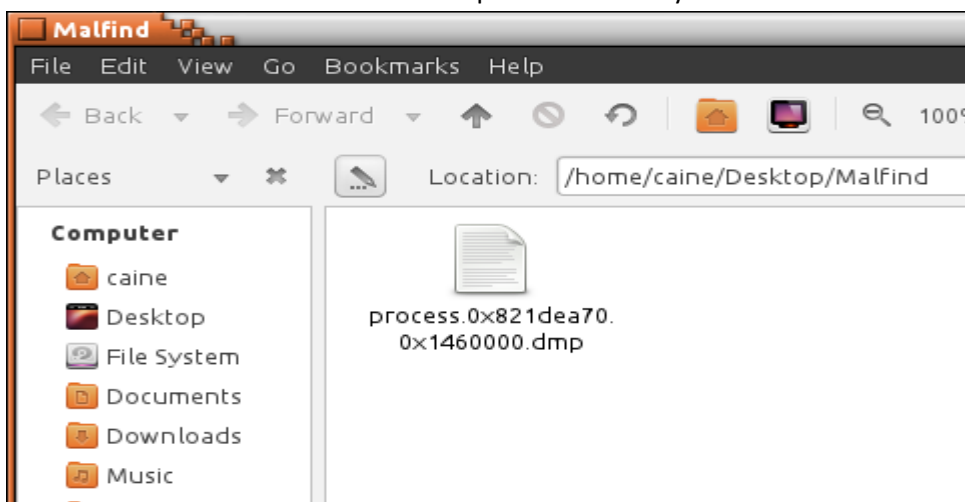 Malfind
File Edit View Go Bookmarks Help
Back Forward 100%
Places Location: /home/caine/Desktop/Malfind
Computer
caine
Desktop
File System
Documents
Downloads
Music
process.0x821dea70.
0x1460000.dmp